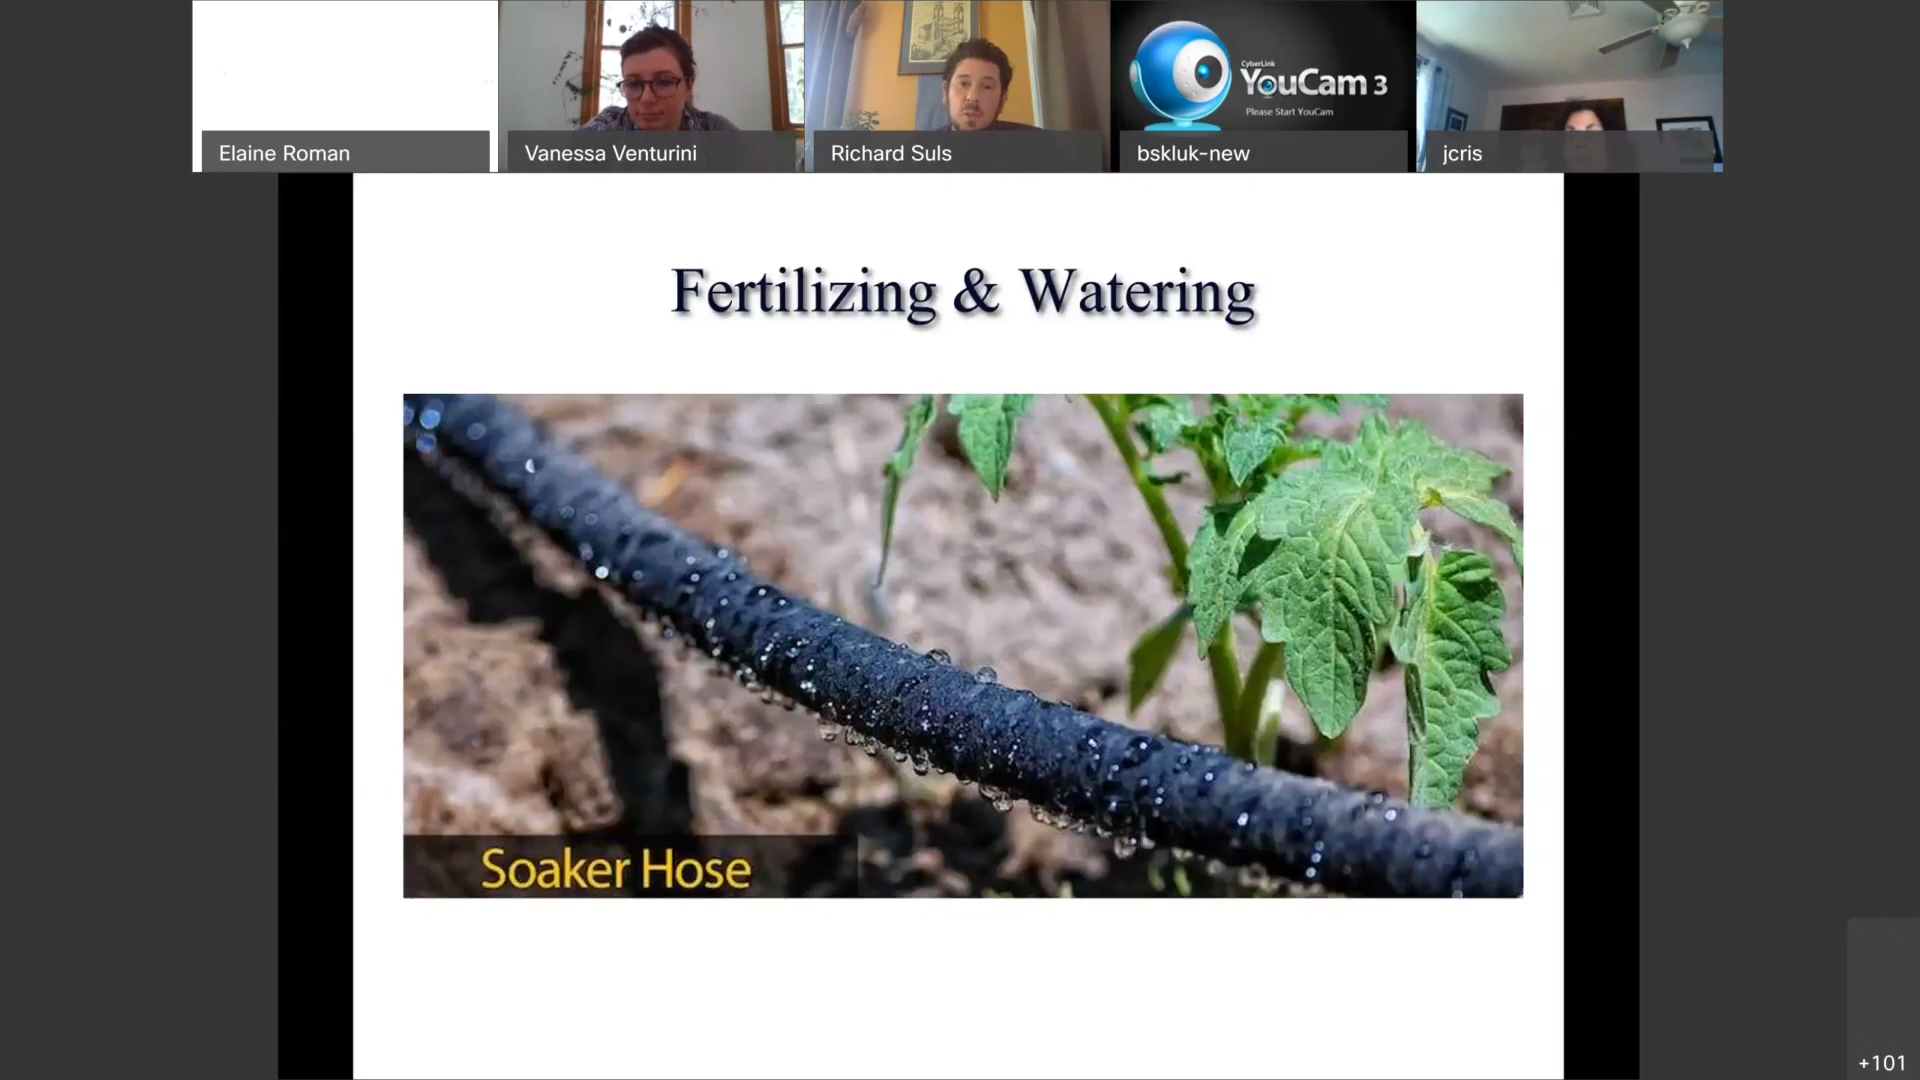 CyberLink
YouCam 3
Please Start YouCam
Elaine Roman
Vanessa Venturini
Richard Suls
bskluk-new
jcris
Fertilizing & Watering
Soaker Hose
+101